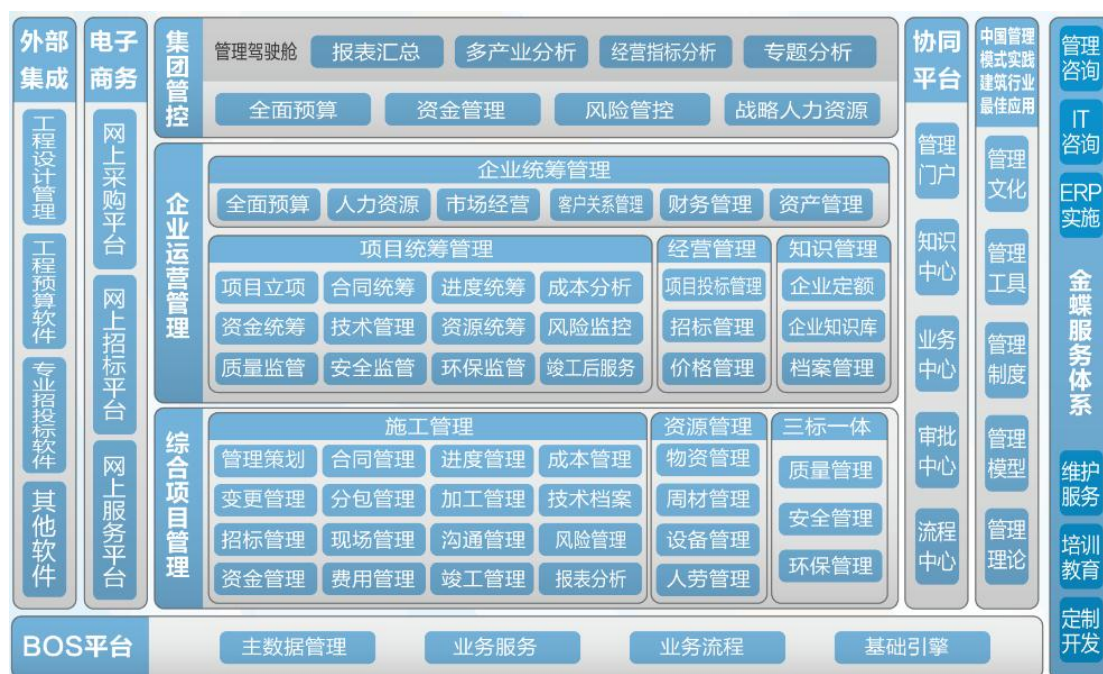 外部
集成
工程设计管理
工程预算软件
专业招投标软件
其他软件
电子
商务
网上采购平台
网上招标平台
网上服务平台
集团管控
管理驾驶舱
报表汇总
多产业分析
经营指标分析
专题分析
全面预算
资金管理
风险管控
战略人力资源
企业运营管理
企业统筹管理
全面预算
人力资源
市场经营
客户关系管理
财务管理
资产管理
项目统筹管理
项目立项
合同统筹
进度统筹
成本分析
资金统筹
技术管理
资源统筹
风险监控
质量监管
安全监管
环保监管
竣工后服务
经营管理
项目投标管理
招标管理
价格管理
知识管理
企业定额
企业知识库
档案管理
综合项目管理
施工管理
管理策划
合同管理
进度管理
成本管理
变更管理
分包管理
加工管理
技术档案
招标管理
现场管理
沟通管理
风险管理
资金管理
费用管理
竣工管理
报表分析
资源管理
物资管理
周材管理
设备管理
人劳管理
三标一体
质量管理
安全管理
环保管理
协同
平台
管理
门户
知识
中心
业务
中心
审批
中心
流程
中心
中国管理
模式实践
建筑行业
最佳应用
管理
文化
管理
工具
管理
制度
管理
模型
管理
理论
管理
咨询
IT
咨询
ERP
实施
金蝶服务体系
维护
服务
培训
教育
定制
开发
BOS平台
主数据管理
业务服务
业务流程
基础引擎